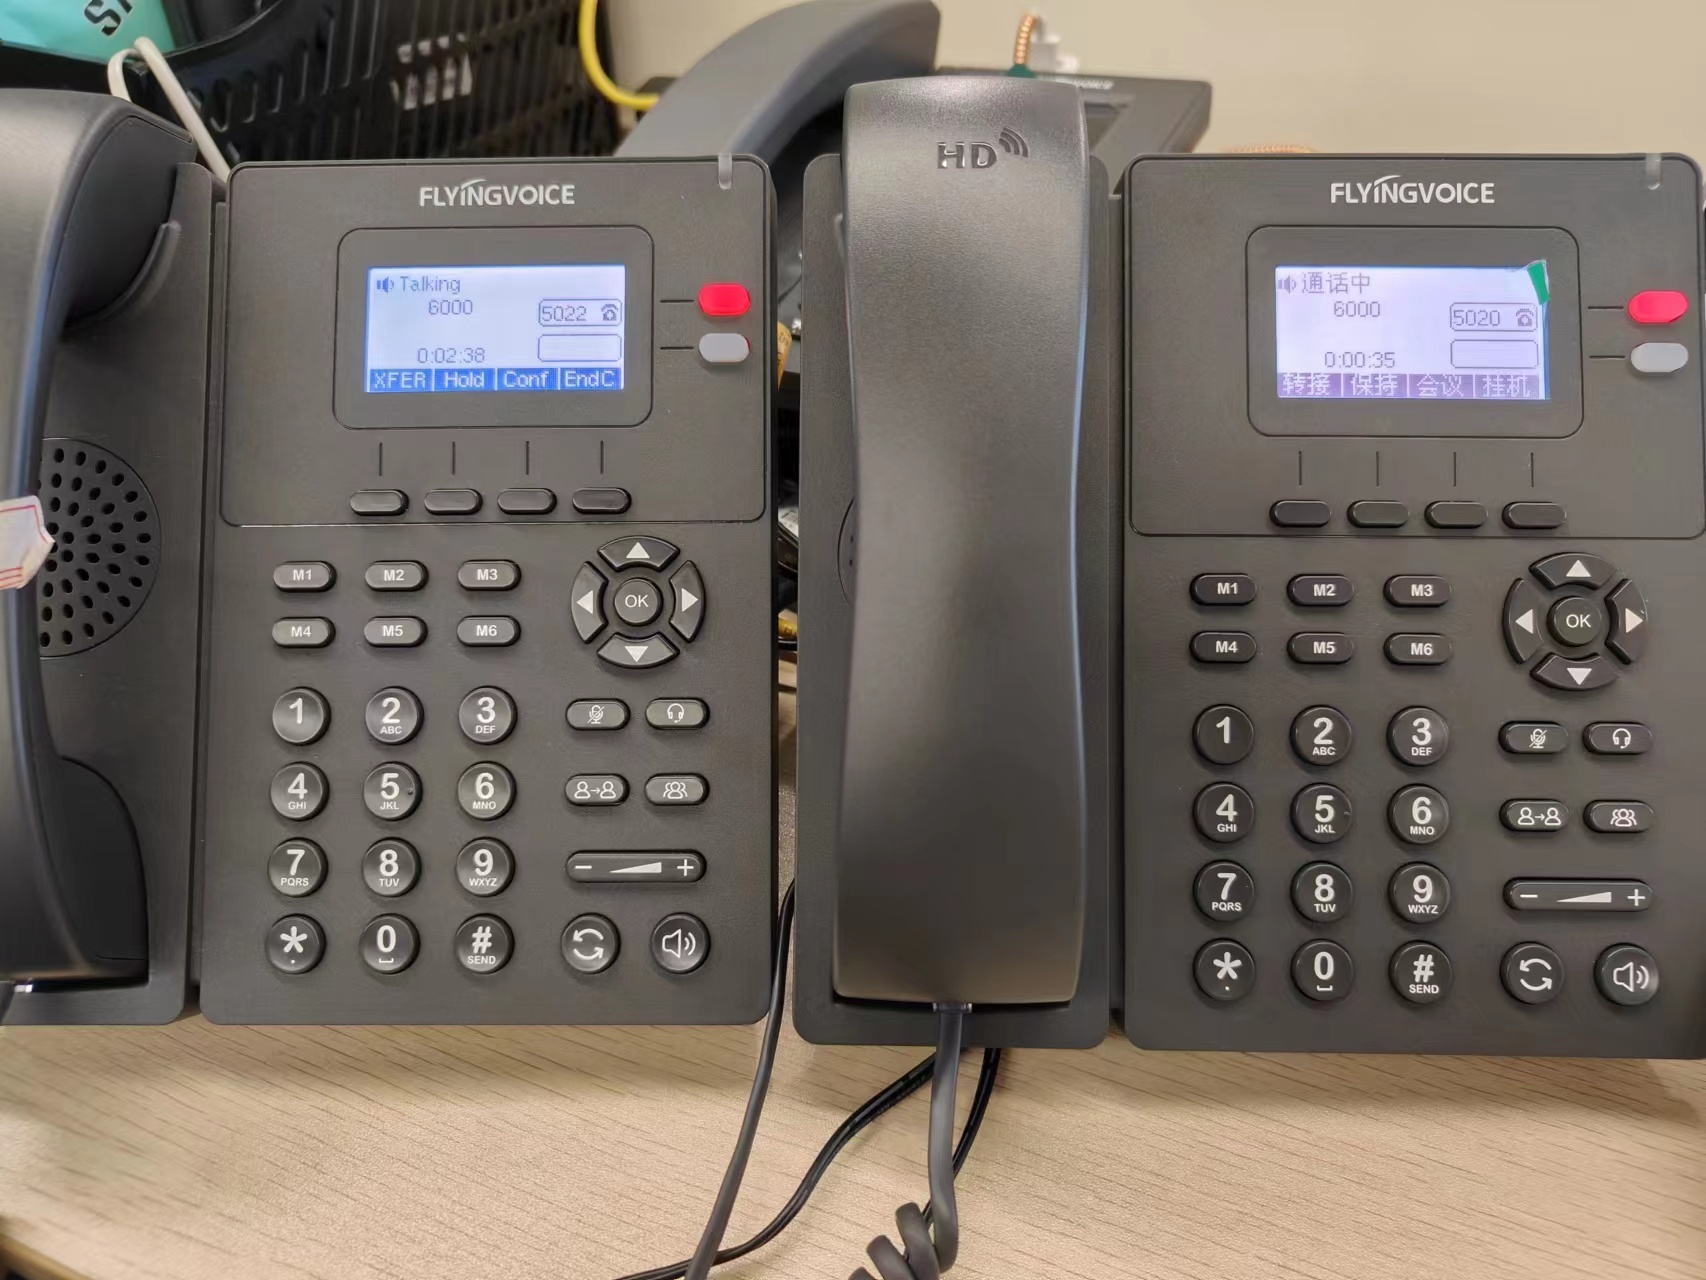 FLYINGVOICE
Talking
6000
5022
0:02:38
XFER Hold Conf EndC
M1 M2 M3
M4 M5 M6
OK
1 2 ABC 3 DEF
4 GHI 5 JKL 6 MNO
7 PQRS 8 TUV 9 WXYZ
− +
* 0 # SEND
HD
FLYINGVOICE
通话中
6000
5020
0:00:35
转接 保持 会议 挂机
M1 M2 M3
M4 M5 M6
OK
1 2 ABC 3 DEF
4 GHI 5 JKL 6 MNO
7 PQRS 8 TUV 9 WXYZ
− +
* 0 # SEND